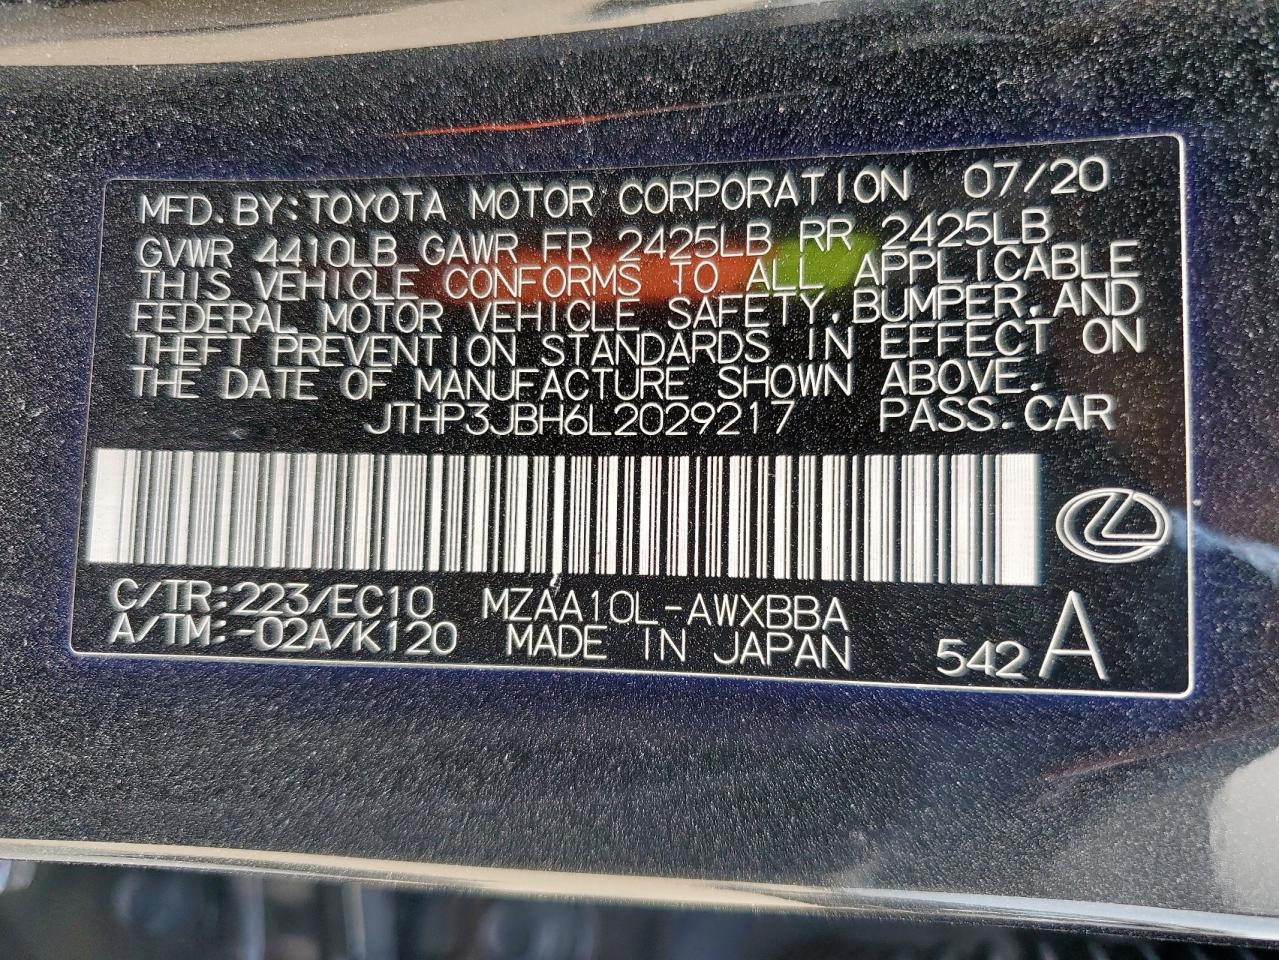 MFD.BY:TOYOTA MOTOR CORPORATION 07/20
GVWR 4410LB GAWR FR 2425LB RR 2425LB
THIS VEHICLE CONFORMS TO ALL APPLICABLE
FEDERAL MOTOR VEHICLE SAFETY,BUMPER,AND
THEFT PREVENTION STANDARDS IN EFFECT ON
THE DATE OF MANUFACTURE SHOWN ABOVE.
JTHP3JBH6L2029217 PASS.CAR
C/TR:223/EC10 MZAA10L-AWXBBA
A/TM:-02A/K120 MADE IN JAPAN 542 A